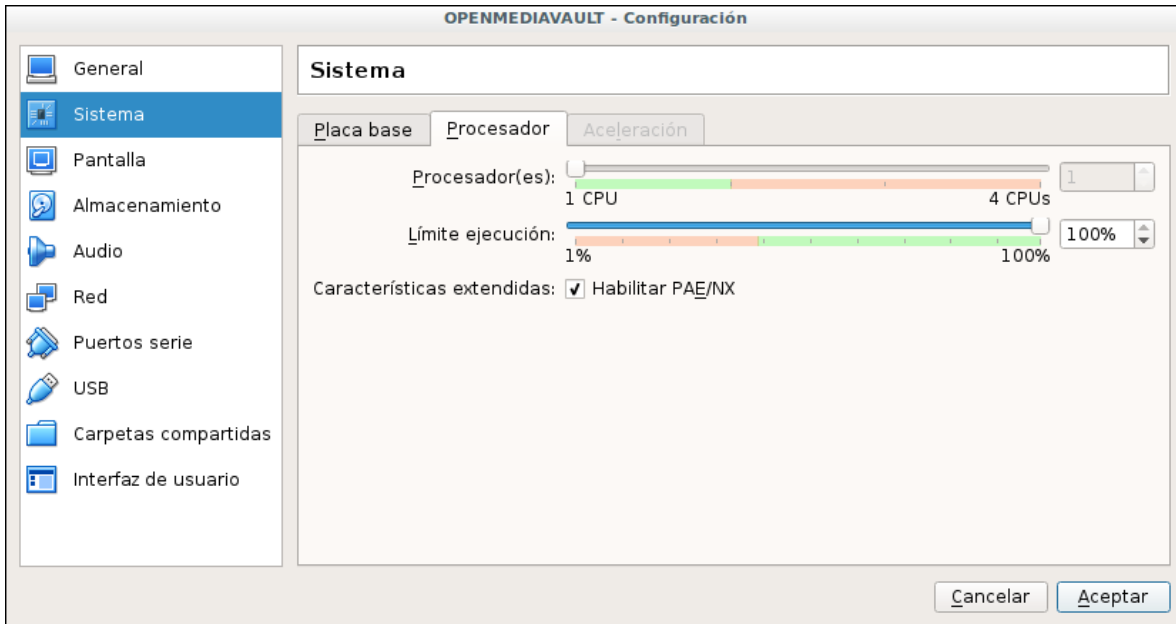 OPENMEDIAVAULT - Configuración
General
Sistema
Pantalla
Almacenamiento
Audio
Red
Puertos serie
USB
Carpetas compartidas
Interfaz de usuario
Sistema
Placa base Procesador Aceleración
Procesador(es): 1
1 CPU 4 CPUs
Límite ejecución: 100%
1% 100%
Características extendidas: Habilitar PAE/NX
Cancelar Aceptar